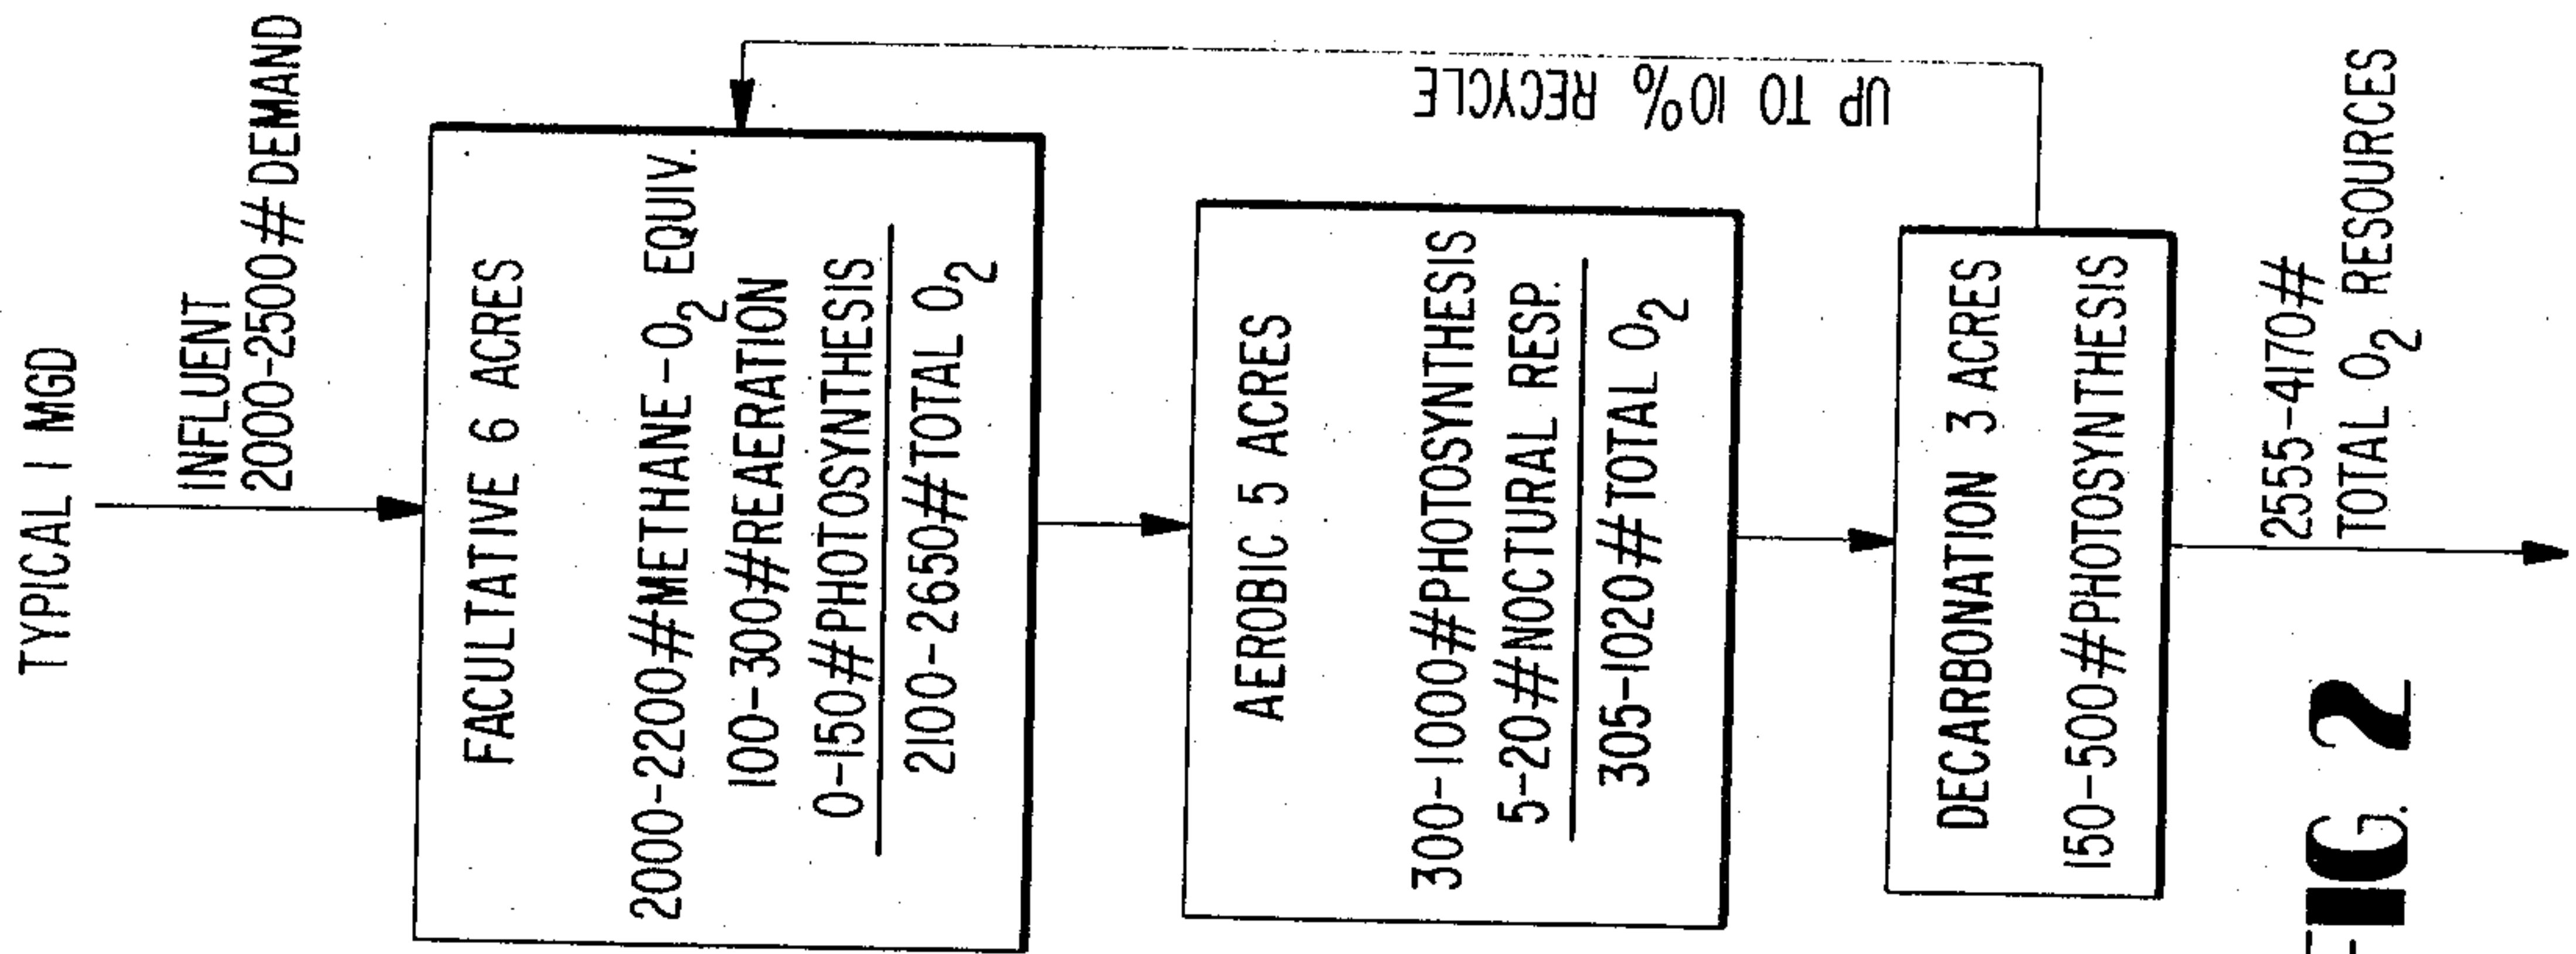 TYPICAL 1 MGD
INFLUENT
2000-2500# DEMAND
FACULTATIVE 6 ACRES
2000-2200# METHANE-O2 EQUIV.
100-300# REAERATION
0-150# PHOTOSYNTHESIS
2100-2650# TOTAL O2
UP TO 10% RECYCLE
AEROBIC 5 ACRES
300-1000# PHOTOSYNTHESIS
5-20# NOCTURAL RESP.
305-1020# TOTAL O2
DECARBONATION 3 ACRES
150-500# PHOTOSYNTHESIS
2555-4170#
TOTAL O2 RESOURCES
FIG. 2